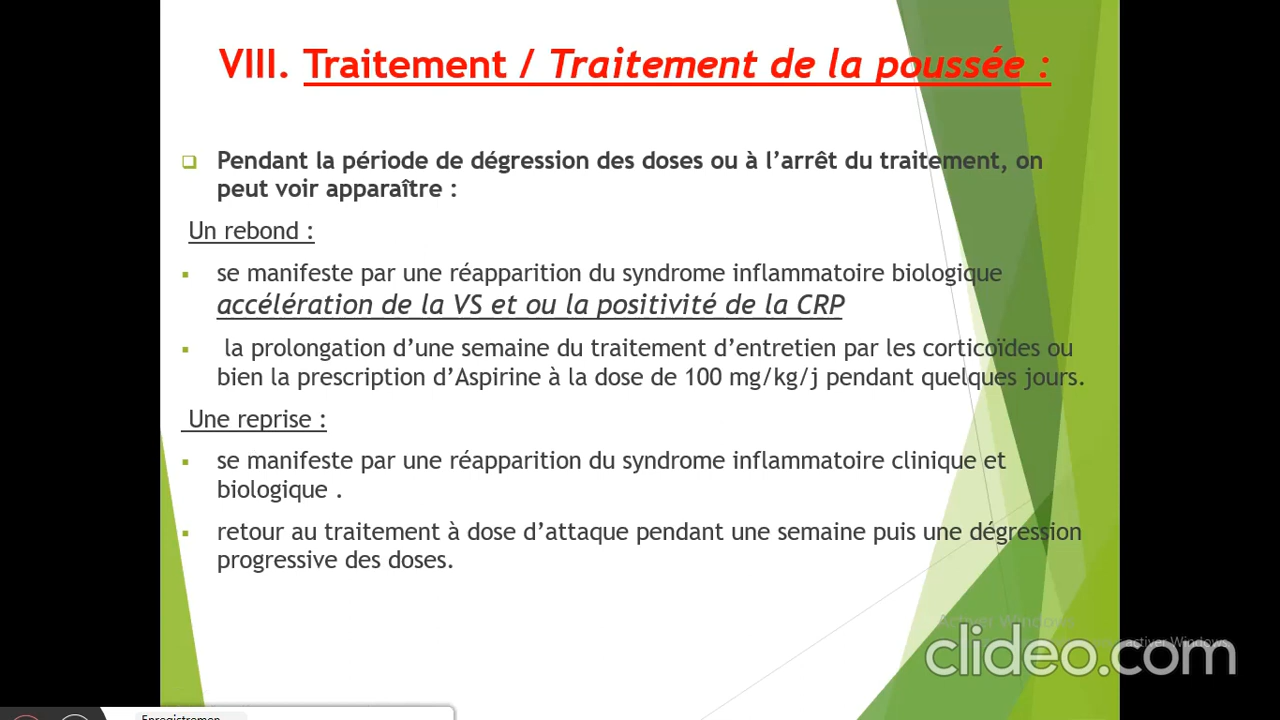 VIII. Traitement / Traitement de la poussée :
Pendant la période de dégression des doses ou à l’arrêt du traitement, on
peut voir apparaître :
Un rebond :
se manifeste par une réapparition du syndrome inflammatoire biologique
accélération de la VS et ou la positivité de la CRP
la prolongation d’une semaine du traitement d’entretien par les corticoïdes ou
bien la prescription d’Aspirine à la dose de 100 mg/kg/j pendant quelques jours.
Une reprise :
se manifeste par une réapparition du syndrome inflammatoire clinique et
biologique .
retour au traitement à dose d’attaque pendant une semaine puis une dégression
progressive des doses.
Activer Windows
activer Windows
clideo.com
Enregistremen